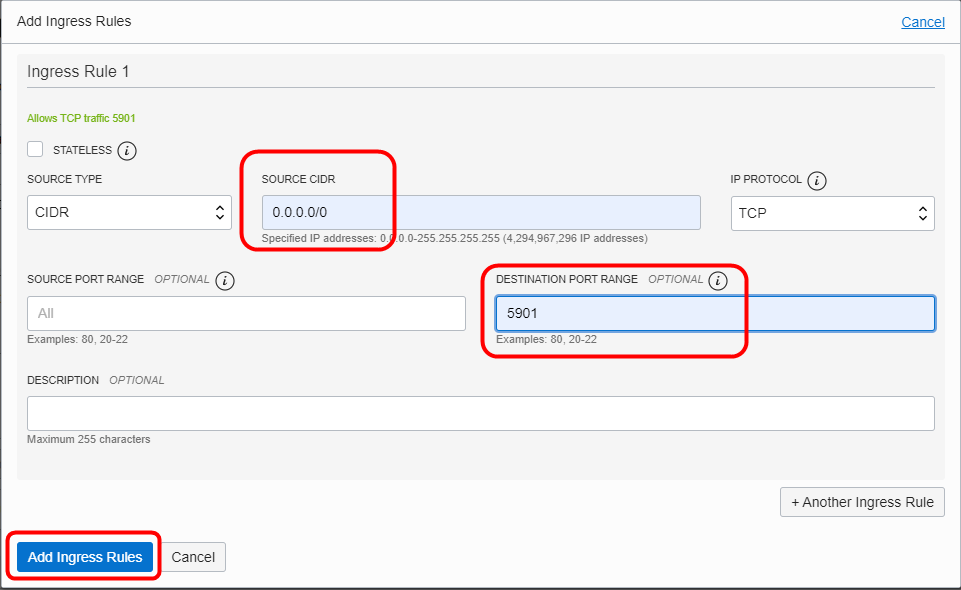 Add Ingress Rules
Cancel
Ingress Rule 1
Allows TCP traffic 5901
STATELESS i
SOURCE TYPE
SOURCE CIDR
IP PROTOCOL i
CIDR
0.0.0.0/0
TCP
Specified IP addresses: 0.0.0.0-255.255.255.255 (4,294,967,296 IP addresses)
SOURCE PORT RANGE OPTIONAL i
DESTINATION PORT RANGE OPTIONAL i
All
5901
Examples: 80, 20-22
Examples: 80, 20-22
DESCRIPTION OPTIONAL
Maximum 255 characters
+ Another Ingress Rule
Add Ingress Rules
Cancel